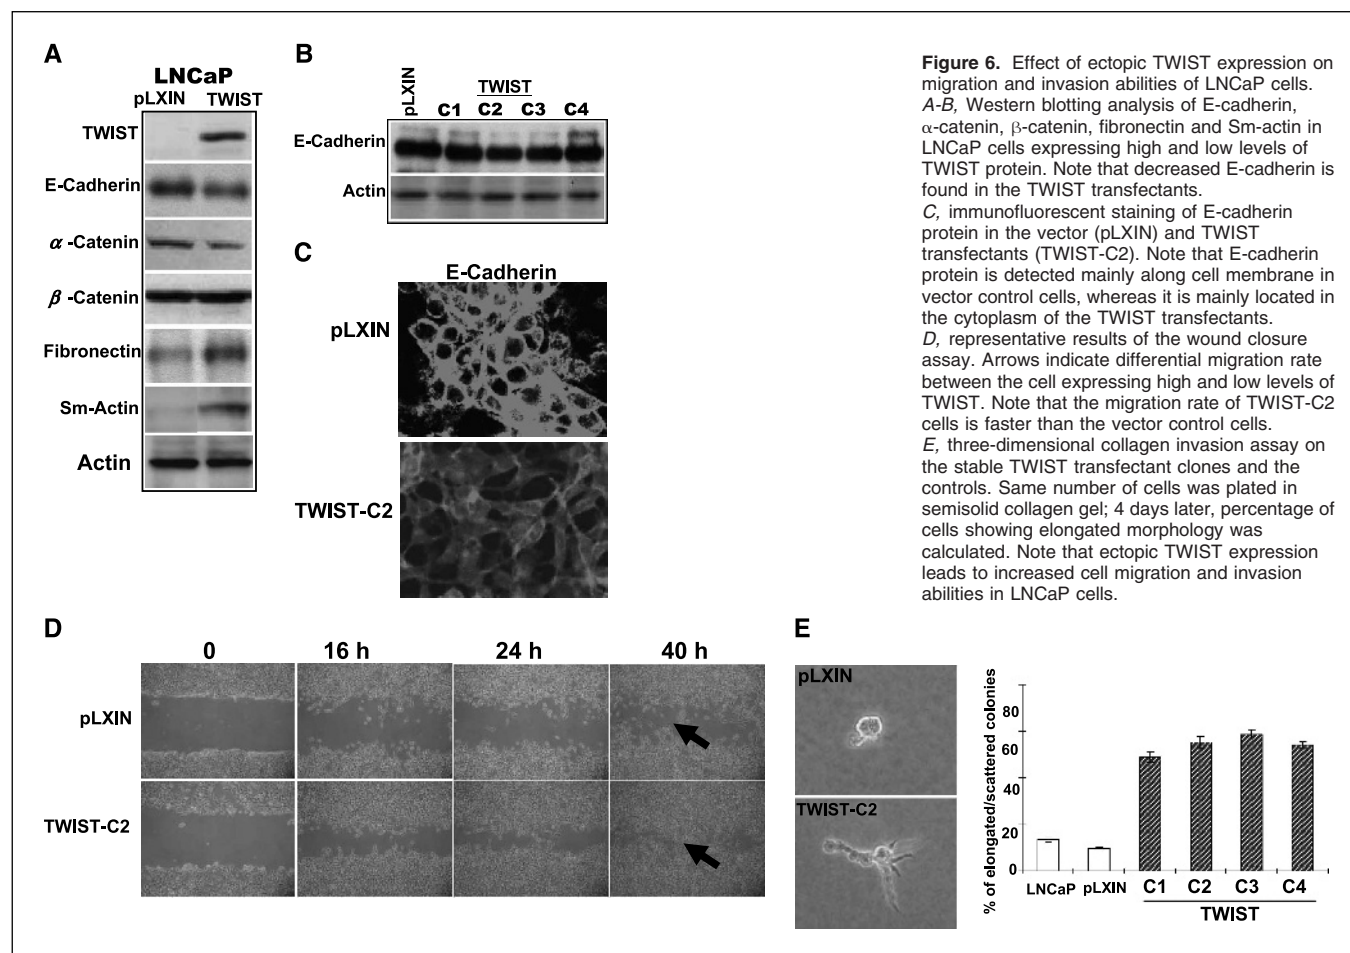 A
LNCaP
pLXIN TWIST
TWIST
E-Cadherin
α-Catenin
β-Catenin
Fibronectin
Sm-Actin
Actin
B
pLXIN
TWIST
C1 C2 C3 C4
E-Cadherin
Actin
C
E-Cadherin
pLXIN
TWIST-C2
Figure 6. Effect of ectopic TWIST expression on
migration and invasion abilities of LNCaP cells.
A-B, Western blotting analysis of E-cadherin,
α-catenin, β-catenin, fibronectin and Sm-actin in
LNCaP cells expressing high and low levels of
TWIST protein. Note that decreased E-cadherin is
found in the TWIST transfectants.
C, immunofluorescent staining of E-cadherin
protein in the vector (pLXIN) and TWIST
transfectants (TWIST-C2). Note that E-cadherin
protein is detected mainly along cell membrane in
vector control cells, whereas it is mainly located in
the cytoplasm of the TWIST transfectants.
D, representative results of the wound closure
assay. Arrows indicate differential migration rate
between the cell expressing high and low levels of
TWIST. Note that the migration rate of TWIST-C2
cells is faster than the vector control cells.
E, three-dimensional collagen invasion assay on
the stable TWIST transfectant clones and the
controls. Same number of cells was plated in
semisolid collagen gel; 4 days later, percentage of
cells showing elongated morphology was
calculated. Note that ectopic TWIST expression
leads to increased cell migration and invasion
abilities in LNCaP cells.
D
0 16 h 24 h 40 h
pLXIN
TWIST-C2
E
pLXIN
TWIST-C2
% of elongated/scattered colonies
80
60
40
20
0
LNCaP pLXIN C1 C2 C3 C4
TWIST